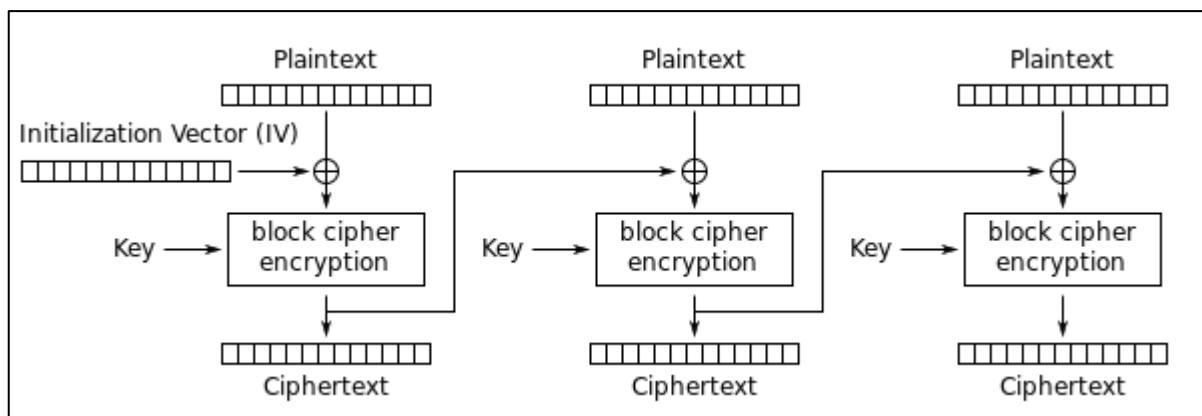 Plaintext
Plaintext
Plaintext
Initialization Vector (IV)
Key
block cipher
encryption
Key
block cipher
encryption
Key
block cipher
encryption
Ciphertext
Ciphertext
Ciphertext